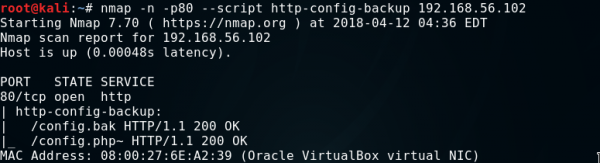 root@kali:~# nmap -n -p80 --script http-config-backup 192.168.56.102
Starting Nmap 7.70 ( https://nmap.org ) at 2018-04-12 04:36 EDT
Nmap scan report for 192.168.56.102
Host is up (0.00048s latency).
PORT   STATE SERVICE
80/tcp open  http
| http-config-backup:
|   /config.bak HTTP/1.1 200 OK
|_  /config.php~ HTTP/1.1 200 OK
MAC Address: 08:00:27:6E:A2:39 (Oracle VirtualBox virtual NIC)